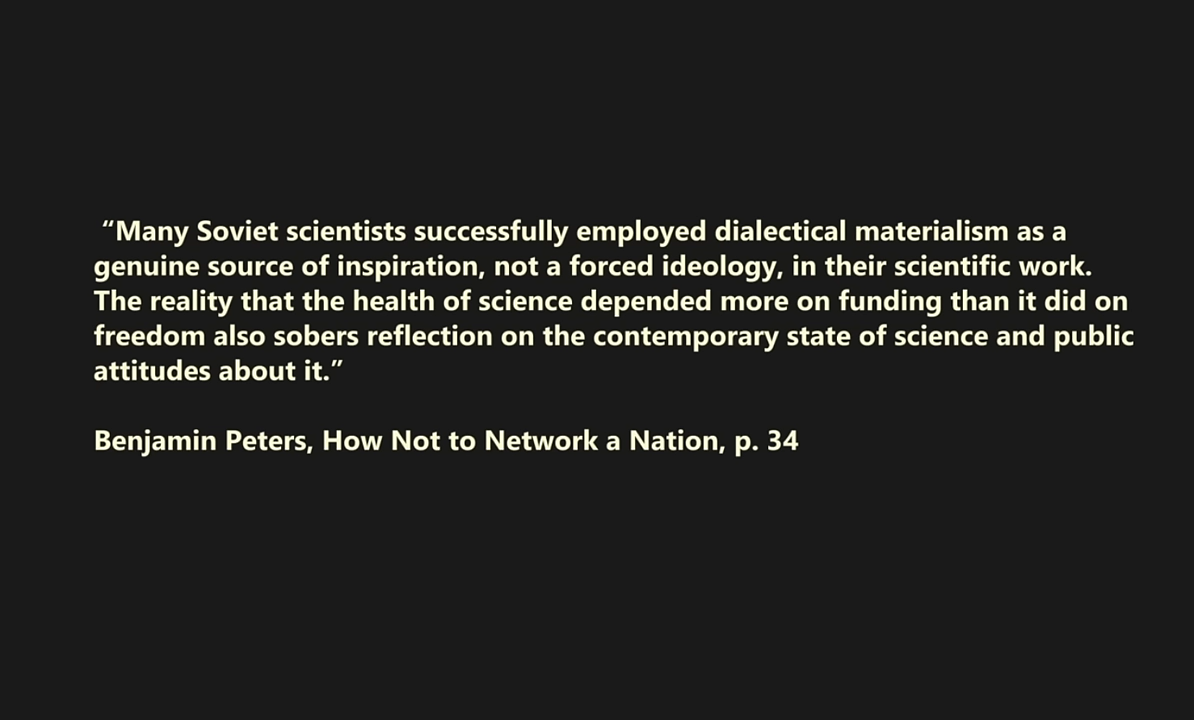 “Many Soviet scientists successfully employed dialectical materialism as a
genuine source of inspiration, not a forced ideology, in their scientific work.
The reality that the health of science depended more on funding than it did on
freedom also sobers reflection on the contemporary state of science and public
attitudes about it.”
Benjamin Peters, How Not to Network a Nation, p. 34